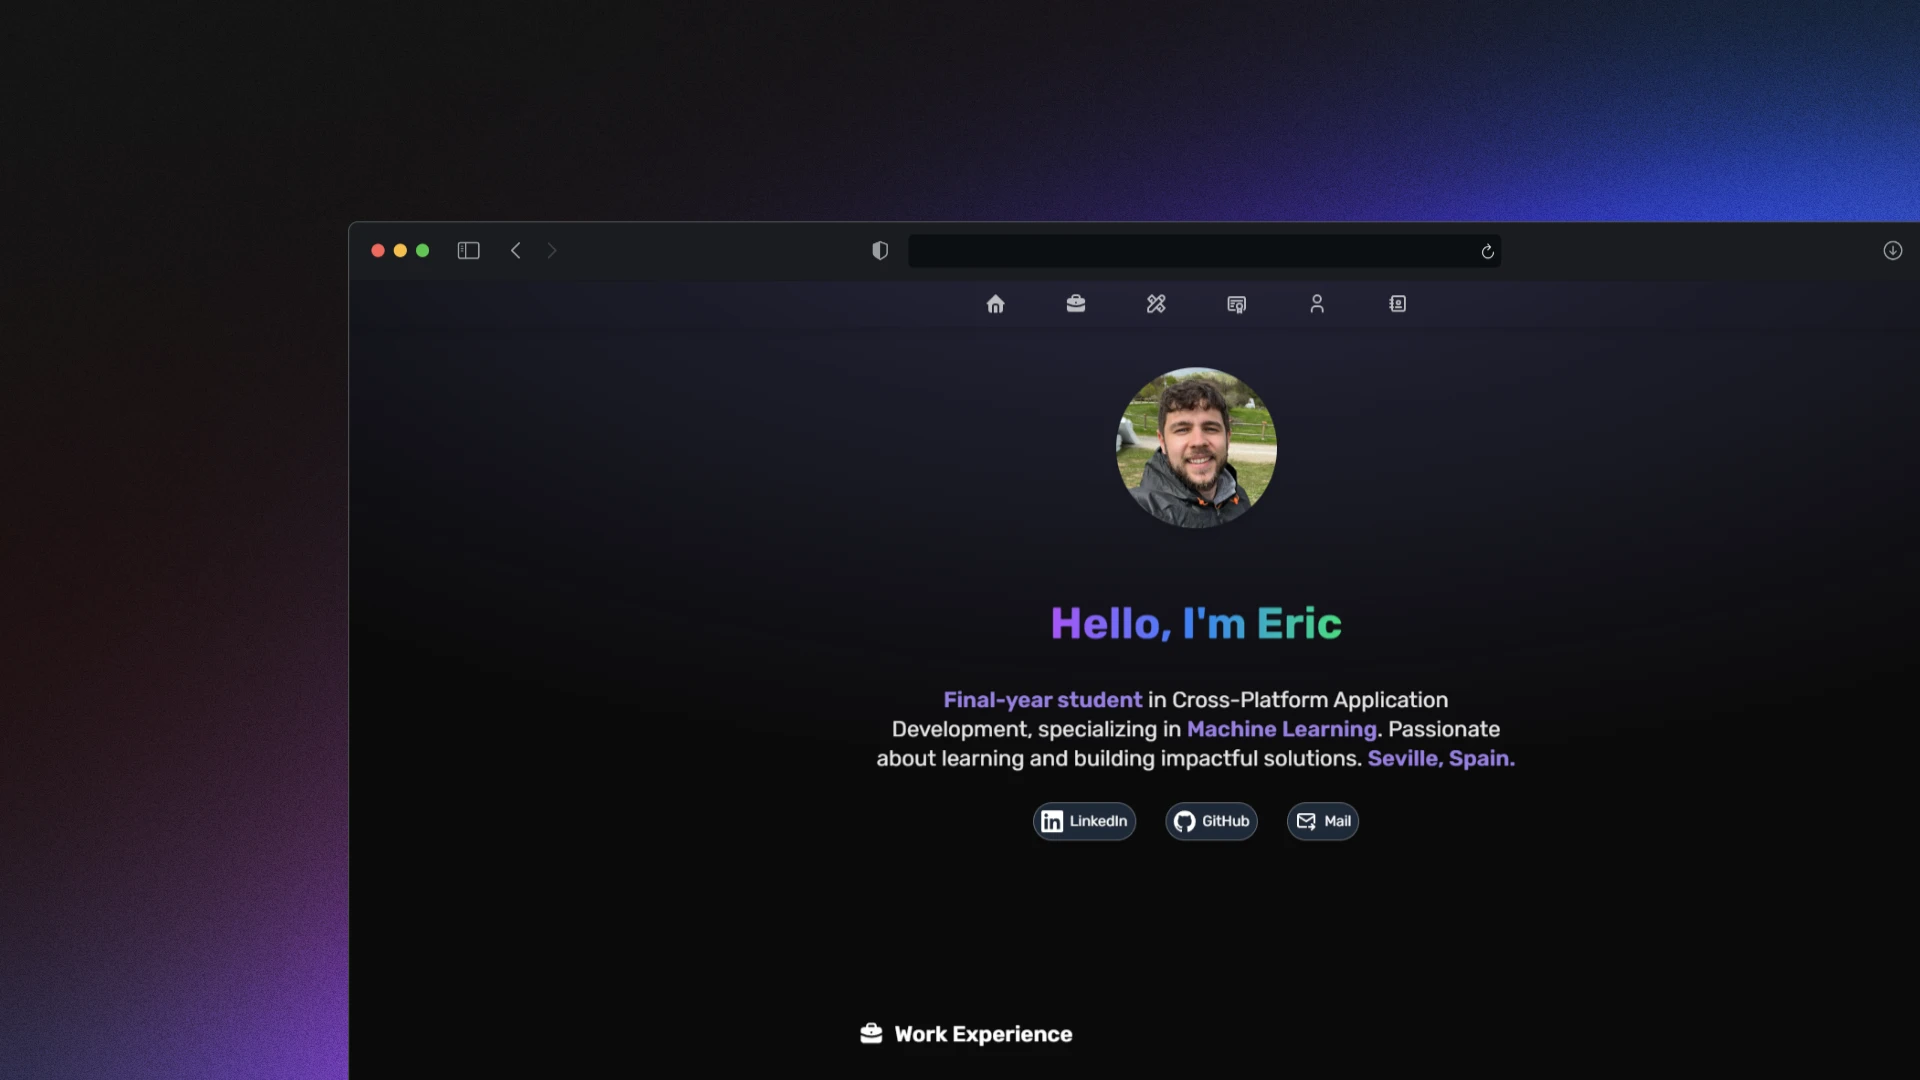 Hello, I'm Eric
Final-year student in Cross-Platform Application
Development, specializing in Machine Learning. Passionate
about learning and building impactful solutions. Seville, Spain.
LinkedIn
GitHub
Mail
Work Experience